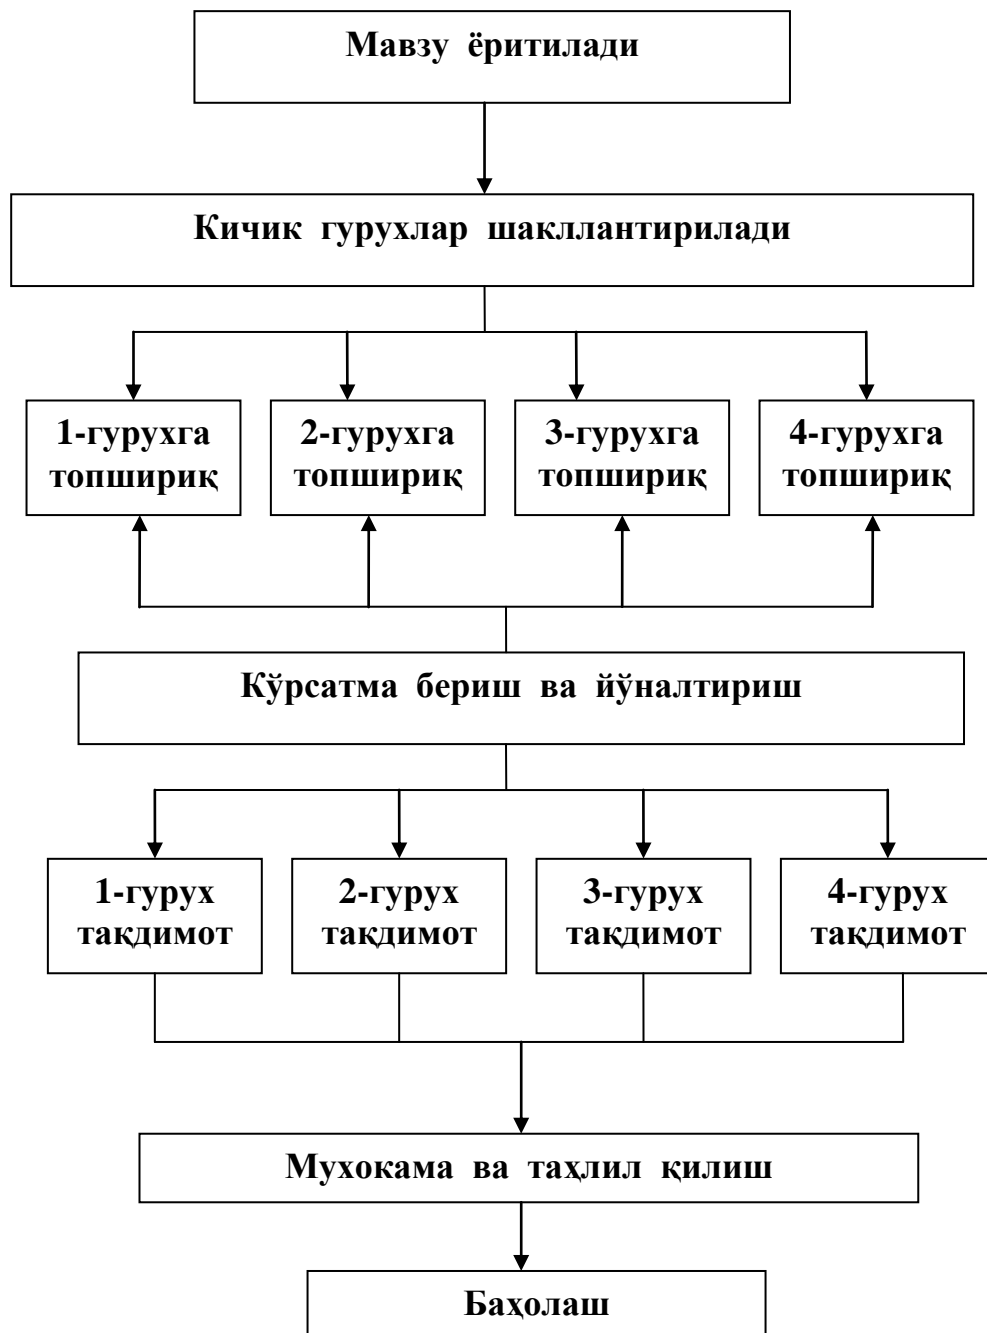 Мавзу ёритилади
Кичик гурухлар шакллантирилади
1-гурухга
топшириқ
2-гурухга
топшириқ
3-гурухга
топшириқ
4-гурухга
топшириқ
Кўрсатма бериш ва йўналтириш
1-гурух
тақдимот
2-гурух
тақдимот
3-гурух
тақдимот
4-гурух
тақдимот
Мухокама ва таҳлил қилиш
Баҳолаш